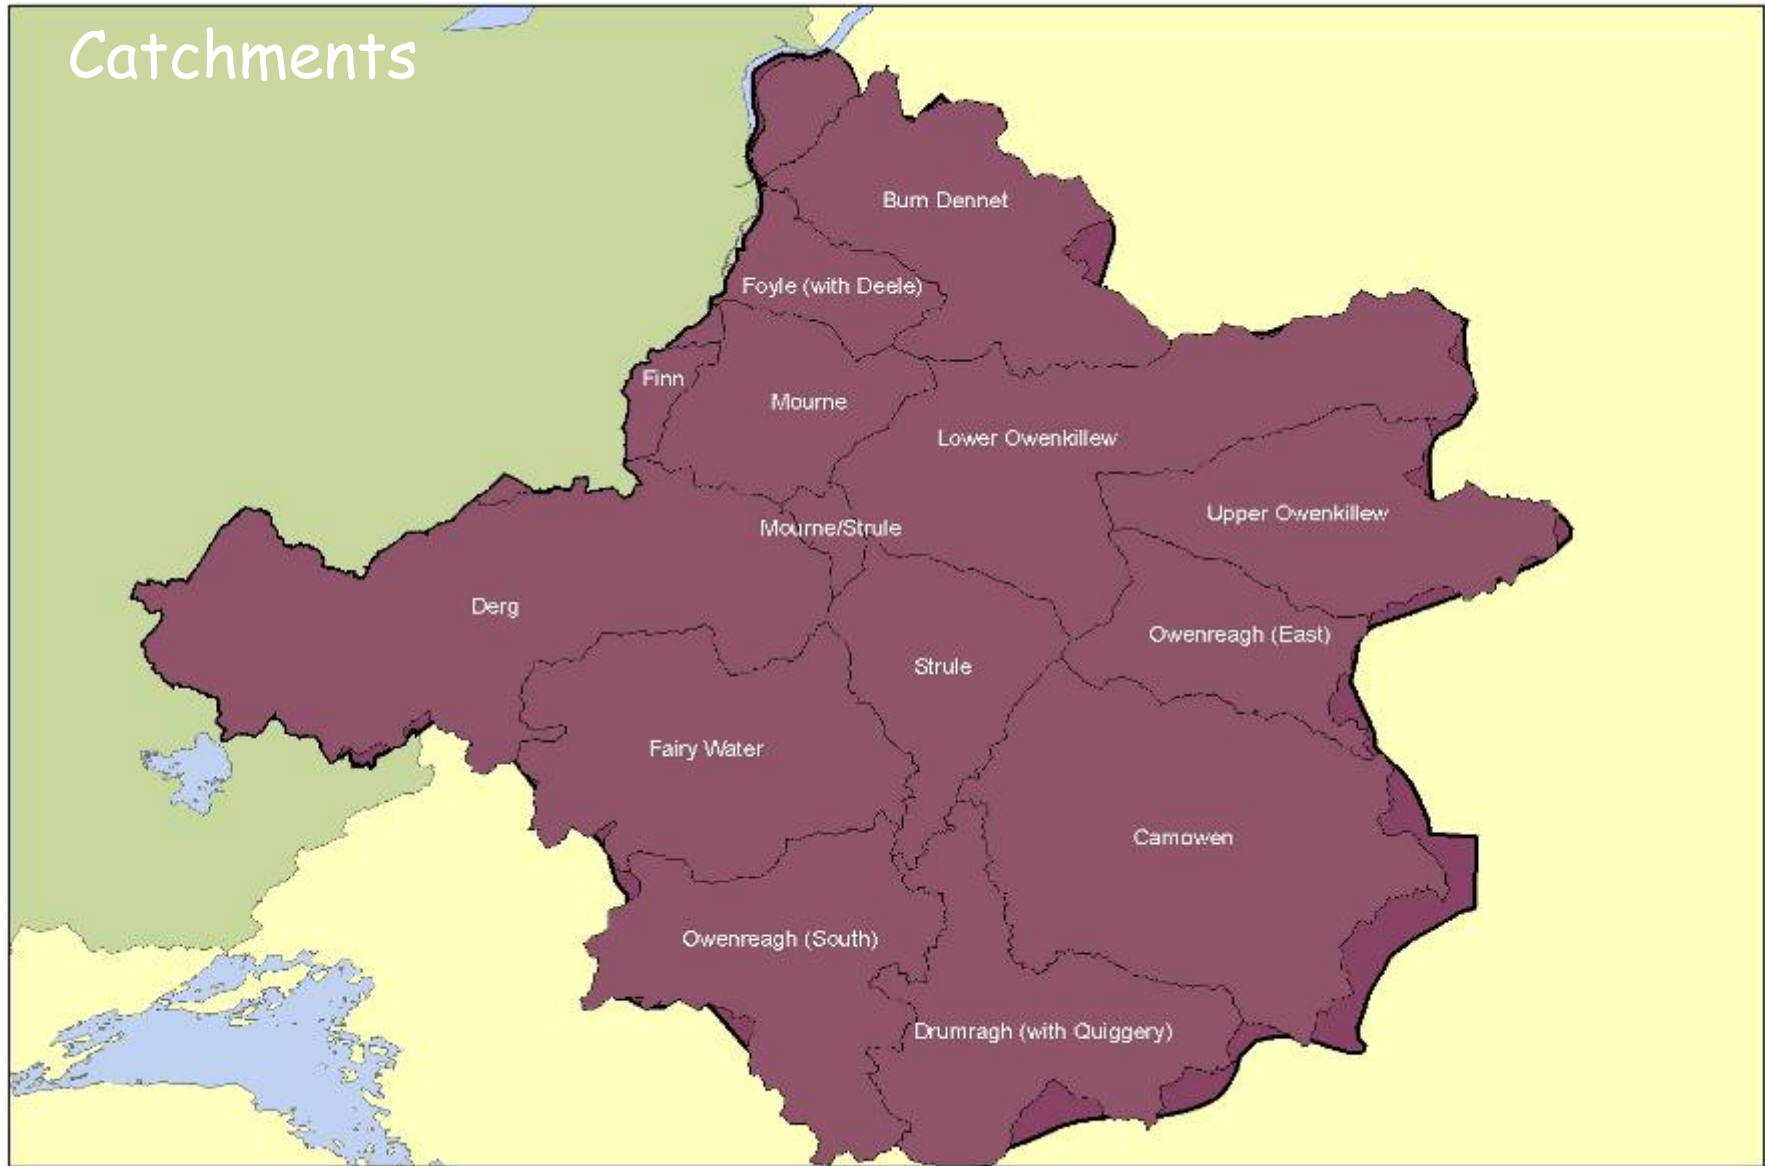 Catchments
Burn Dennet
Foyle (with Deele)
Finn
Mourne
Lower Owenkillew
Upper Owenkillew
Mourne/Strule
Derg
Owenreagh (East)
Strule
Fairy Water
Camowen
Owenreagh (South)
Drumragh (with Quiggery)